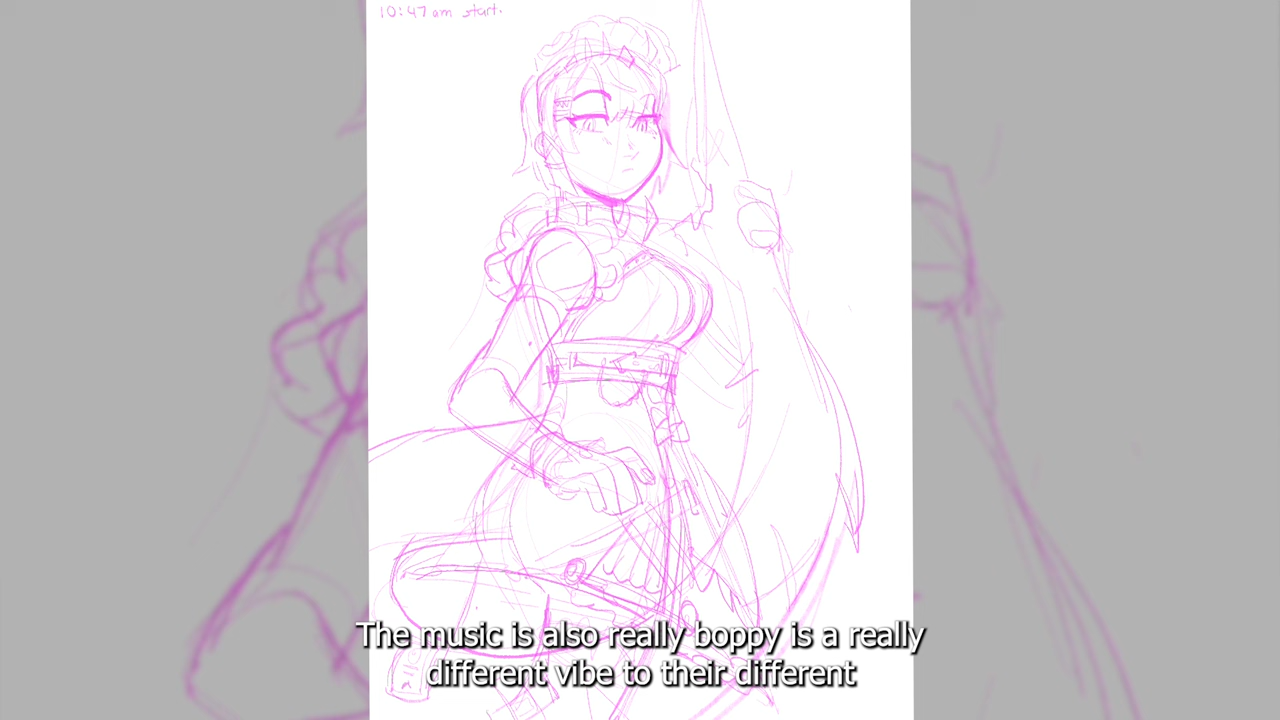 10:47 am start.
The music is also really boppy is a really
different vibe to their different